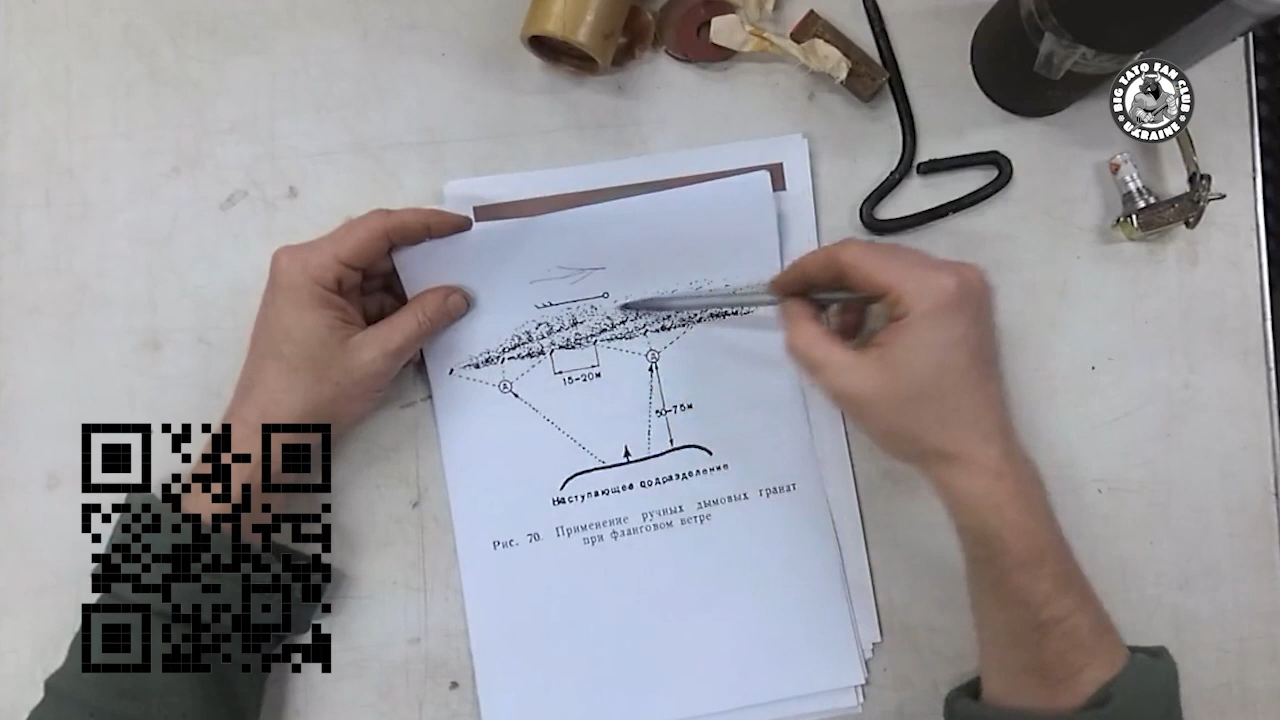 BIG TATO FAN CLUB
UKRAINE
15-20м
50-75м
Наступающее подразделение
Рис. 70. Применение ручных дымовых гранат
при фланговом ветре